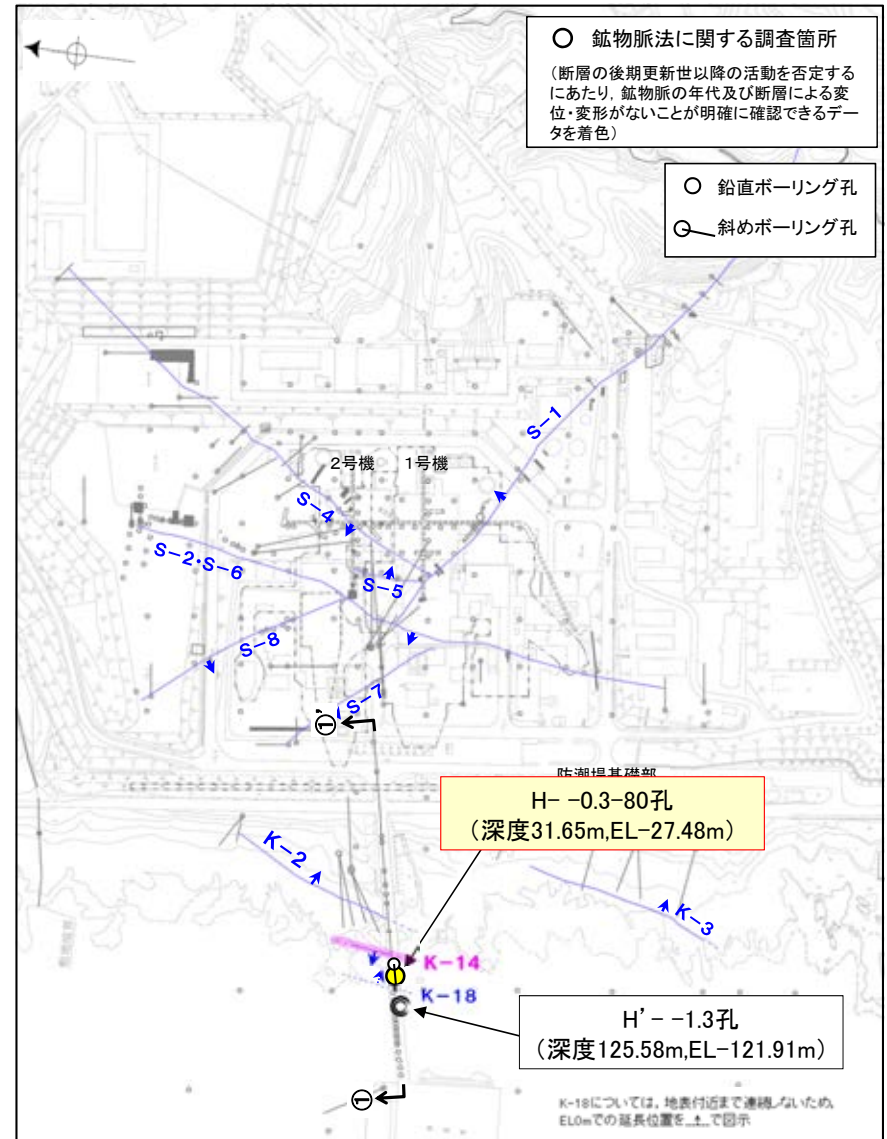 鉱物脈法に関する調査箇所
(断層の後期更新世以降の活動を否定する
にあたり，鉱物脈の年代及び断層による変
位・変形がないことが明確に確認できるデー
タを着色)
鉛直ボーリング孔
斜めボーリング孔
S-1
2号機
1号機
S-4
S-2・S-6
S-5
S-8
S-7
①'
防潮堤基礎部
H- -0.3-80孔
(深度31.65m,EL-27.48m)
K-2
K-3
K-14
K-18
H'- -1.3孔
(深度125.58m,EL-121.91m)
①
K-18については，地表付近まで連続しないため，
EL0mでの延長位置を で図示